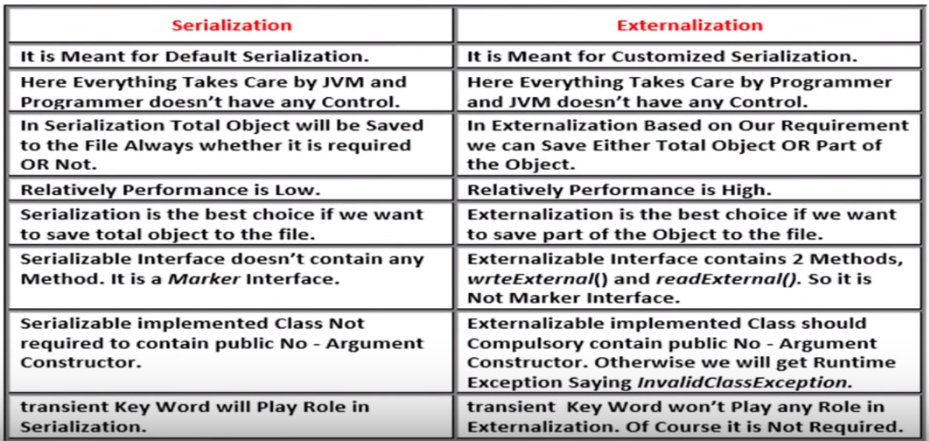 Serialization
Externalization
It is Meant for Default Serialization.
It is Meant for Customized Serialization.
Here Everything Takes Care by JVM and
Programmer doesn't have any Control.
Here Everything Takes Care by Programmer
and JVM doesn't have any Control.
In Serialization Total Object will be Saved
to the File Always whether it is required
OR Not.
In Externalization Based on Our Requirement
we can Save Either Total Object OR Part of
the Object.
Relatively Performance is Low.
Relatively Performance is High.
Serialization is the best choice if we want
to save total object to the file.
Externalization is the best choice if we want
to save part of the Object to the file.
Serializable Interface doesn't contain any
Method. It is a Marker Interface.
Externalizable Interface contains 2 Methods,
wrteExternal() and readExternal(). So it is
Not Marker Interface.
Serializable implemented Class Not
required to contain public No - Argument
Constructor.
Externalizable implemented Class should
Compulsory contain public No - Argument
Constructor. Otherwise we will get Runtime
Exception Saying InvalidClassException.
transient Key Word will Play Role in
Serialization.
transient Key Word won't Play any Role in
Externalization. Of Course it is Not Required.